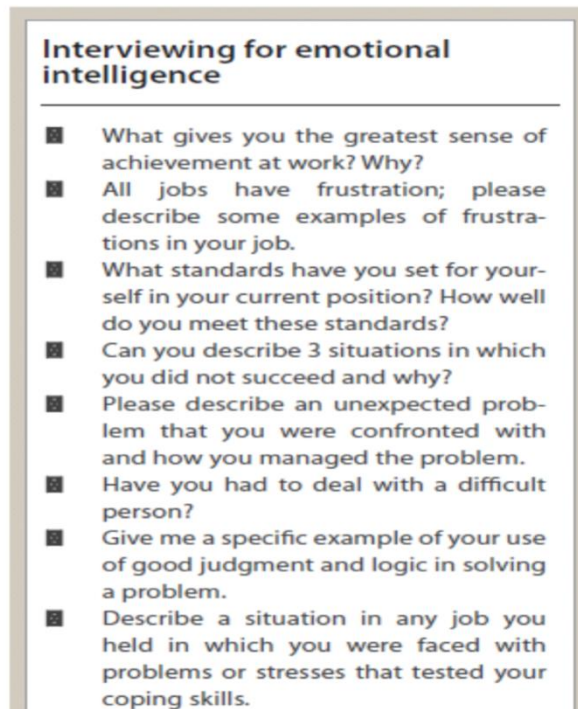 Interviewing for emotional
intelligence
What gives you the greatest sense of
achievement at work? Why?
All jobs have frustration; please
describe some examples of frustra-
tions in your job.
What standards have you set for your-
self in your current position? How well
do you meet these standards?
Can you describe 3 situations in which
you did not succeed and why?
Please describe an unexpected prob-
lem that you were confronted with
and how you managed the problem.
Have you had to deal with a difficult
person?
Give me a specific example of your use
of good judgment and logic in solving
a problem.
Describe a situation in any job you
held in which you were faced with
problems or stresses that tested your
coping skills.